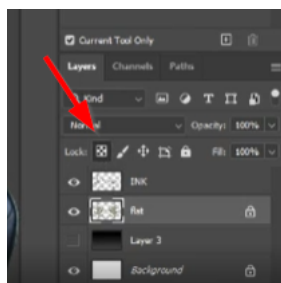 Current Tool Only
Layers Channels Paths
Kind T
Normal Opacity: 100%
Lock: Fill: 100%
INK
flat
Layer 3
Background